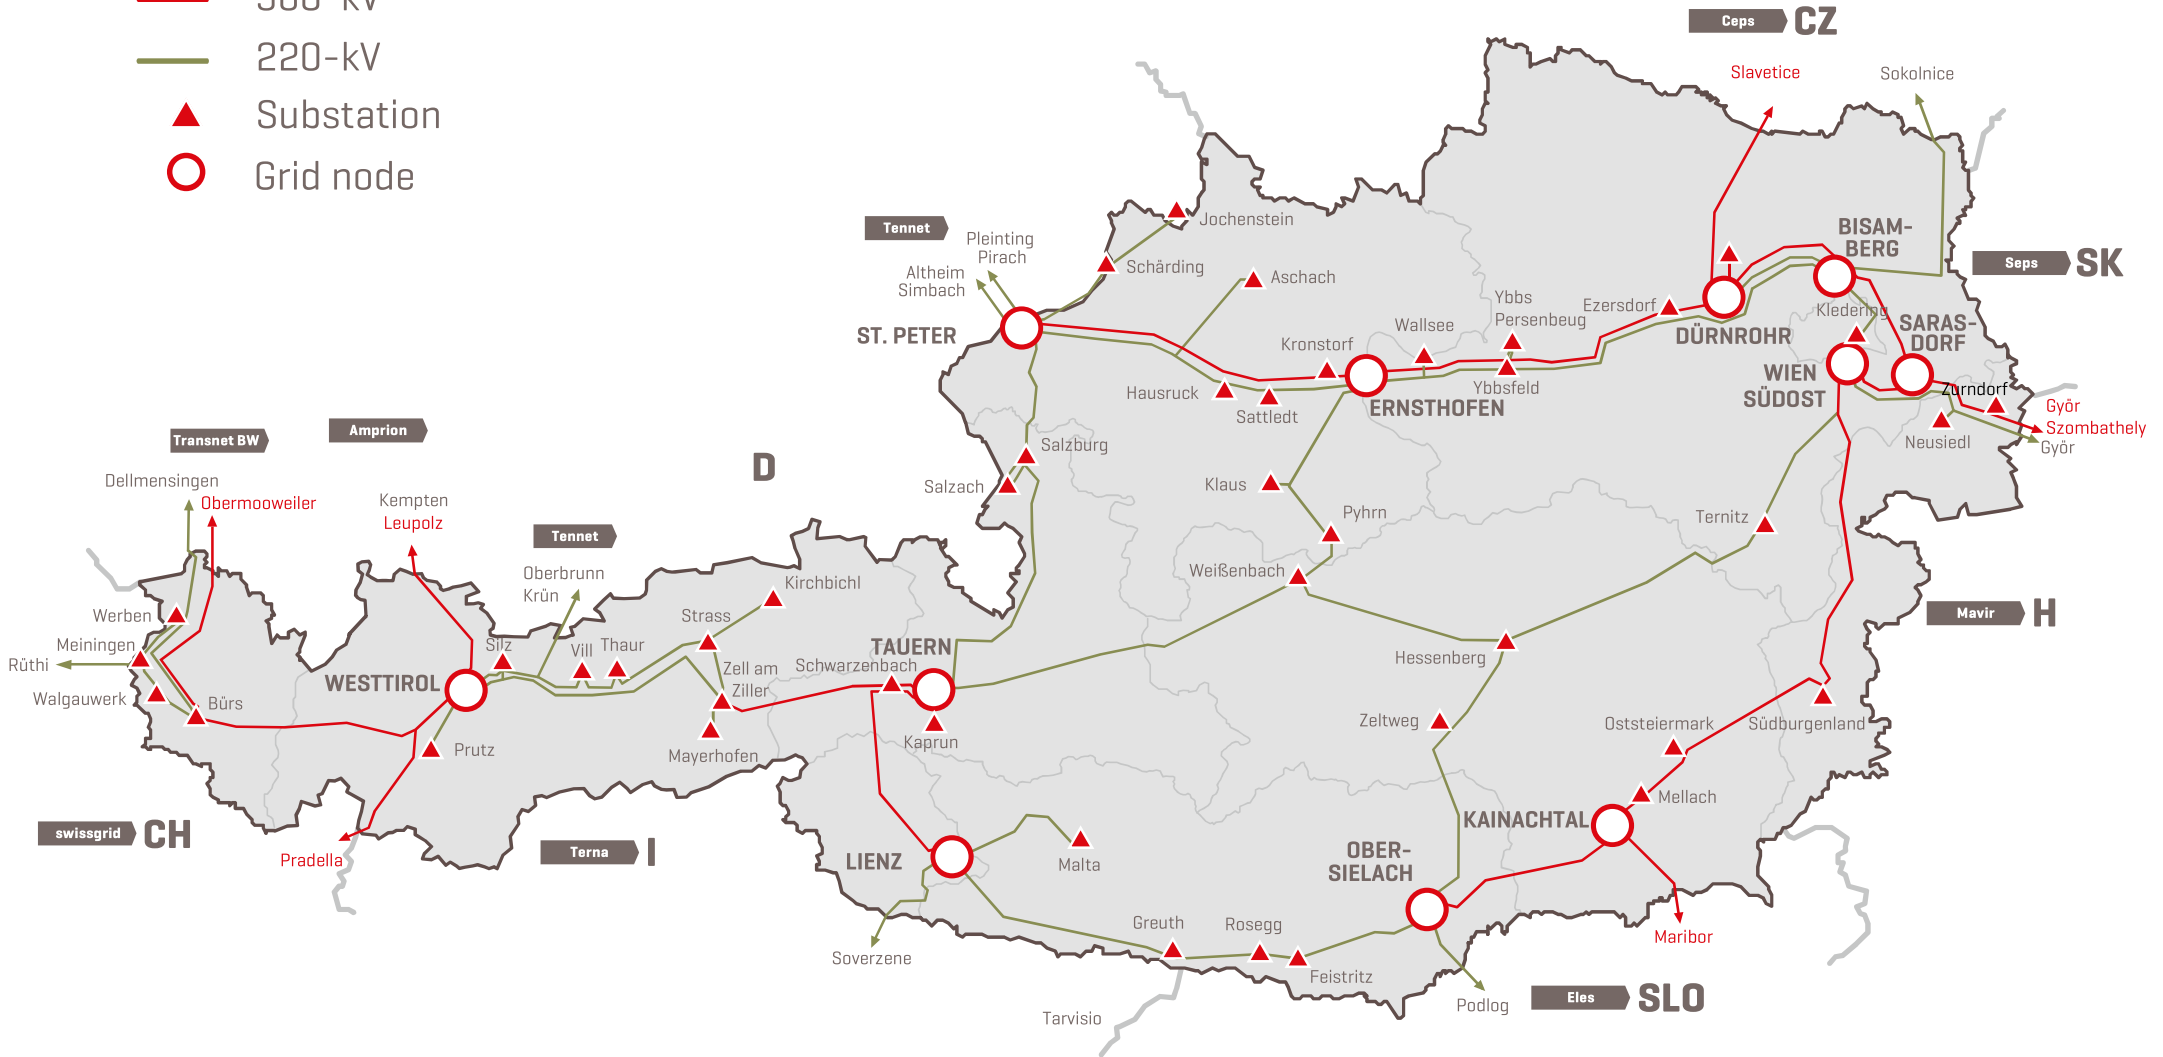 380-kV
220-kV
Substation
Grid node
Ceps
CZ
Slavetice
Sokolnice
Tennet
Pleinting
Pirach
Altheim
Simbach
Jochenstein
Schärding
Aschach
BISAM-
BERG
Seps
SK
Ybbs
Persenbeug
Ezersdorf
Kledering
SARAS-
DORF
ST. PETER
Wallsee
Kronstorf
DÜRNROHR
WIEN
SÜDOST
Hausruck
Sattledt
Ybbsfeld
ERNSTHOFEN
Zurndorf
Györ
Szombathely
Györ
Neusiedl
Transnet BW
Amprion
D
Salzburg
Salzach
Klaus
Pyhrn
Ternitz
Dellmensingen
Obermooweiler
Kempten
Leupolz
Tennet
Oberbrunn
Krün
Kirchbichl
Weißenbach
Werben
Meiningen
Rüthi
Walgauwerk
Bürs
WESTTIROL
Silz
Vill
Thaur
Strass
Zell am
Ziller
TAUERN
Schwarzenbach
Hessenberg
Mavir
H
Prutz
Mayerhofen
Kaprun
Zeltweg
Oststeiermark
Südburgenland
swissgrid
CH
Pradella
Terna
I
LIENZ
Malta
Mellach
KAINACHTAL
OBER-
SIELACH
Soverzene
Greuth
Rosegg
Feistritz
Maribor
Tarvisio
Podlog
Eles
SLO